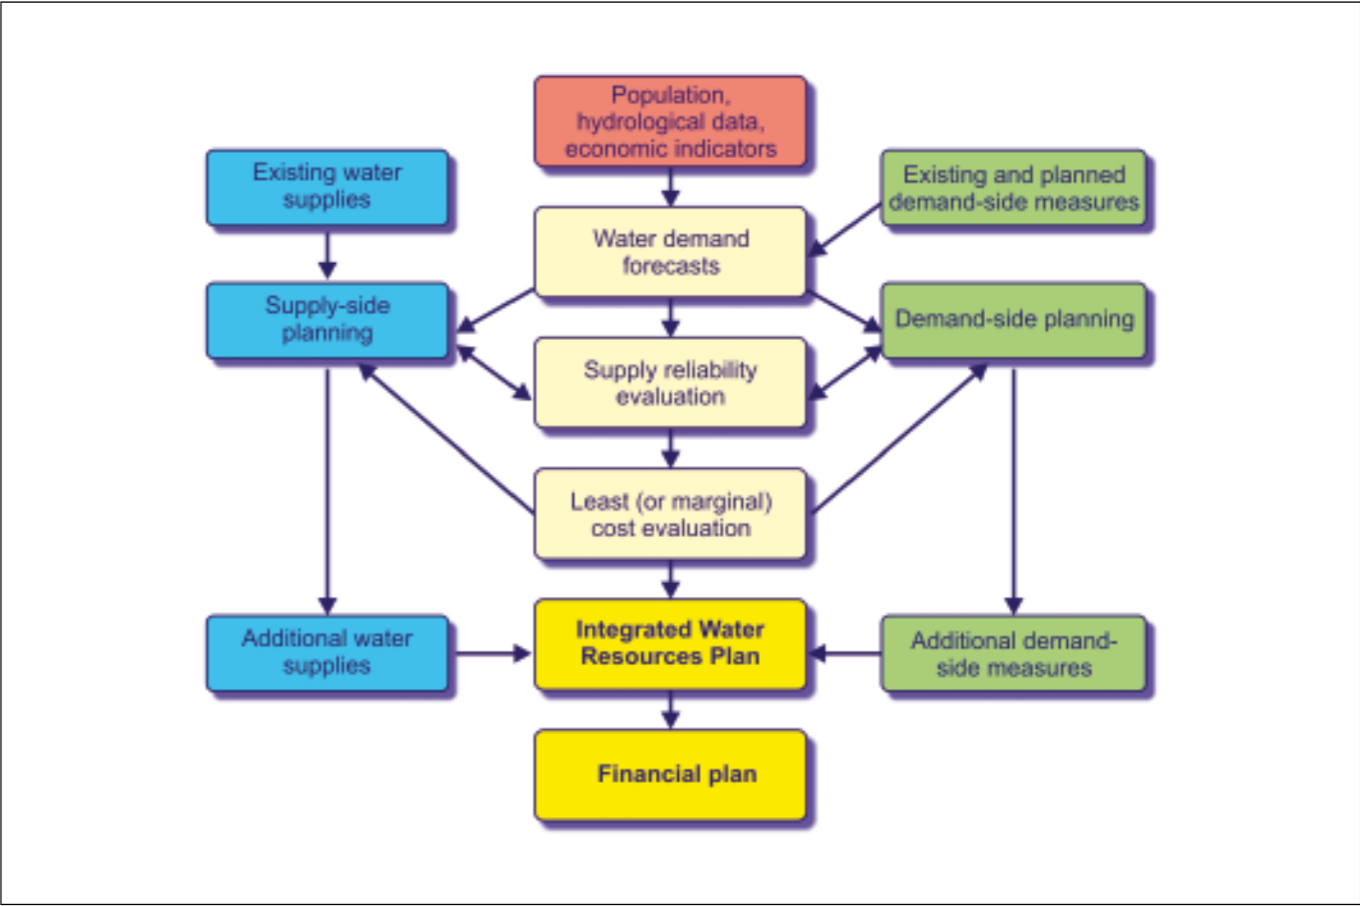 Population,
hydrological data,
economic indicators
Existing water
supplies
Existing and planned
demand-side measures
Water demand
forecasts
Supply-side
planning
Demand-side planning
Supply reliability
evaluation
Least (or marginal)
cost evaluation
Additional water
supplies
Integrated Water
Resources Plan
Additional demand-
side measures
Financial plan